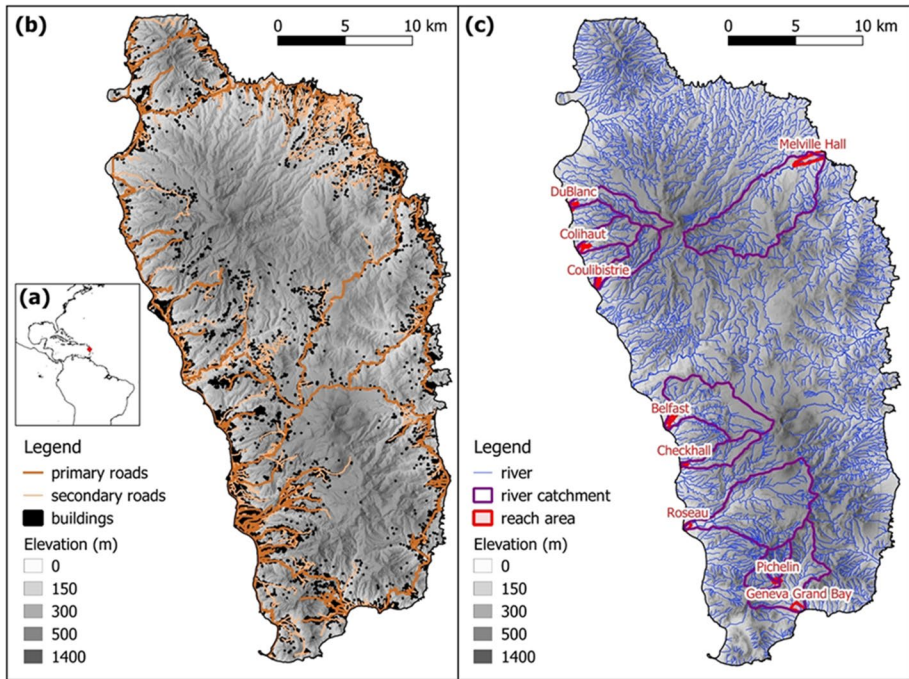 (b)
0 5 10 km
(a)
Legend
primary roads
secondary roads
buildings
Elevation (m)
0
150
300
500
1400
(c)
0 5 10 km
Melville Hall
DuBlanc
Colihaut
Coulibistrie
Belfast
Checkhall
Roseau
Pichelin
Geneva Grand Bay
Legend
river
river catchment
reach area
Elevation (m)
0
150
300
500
1400